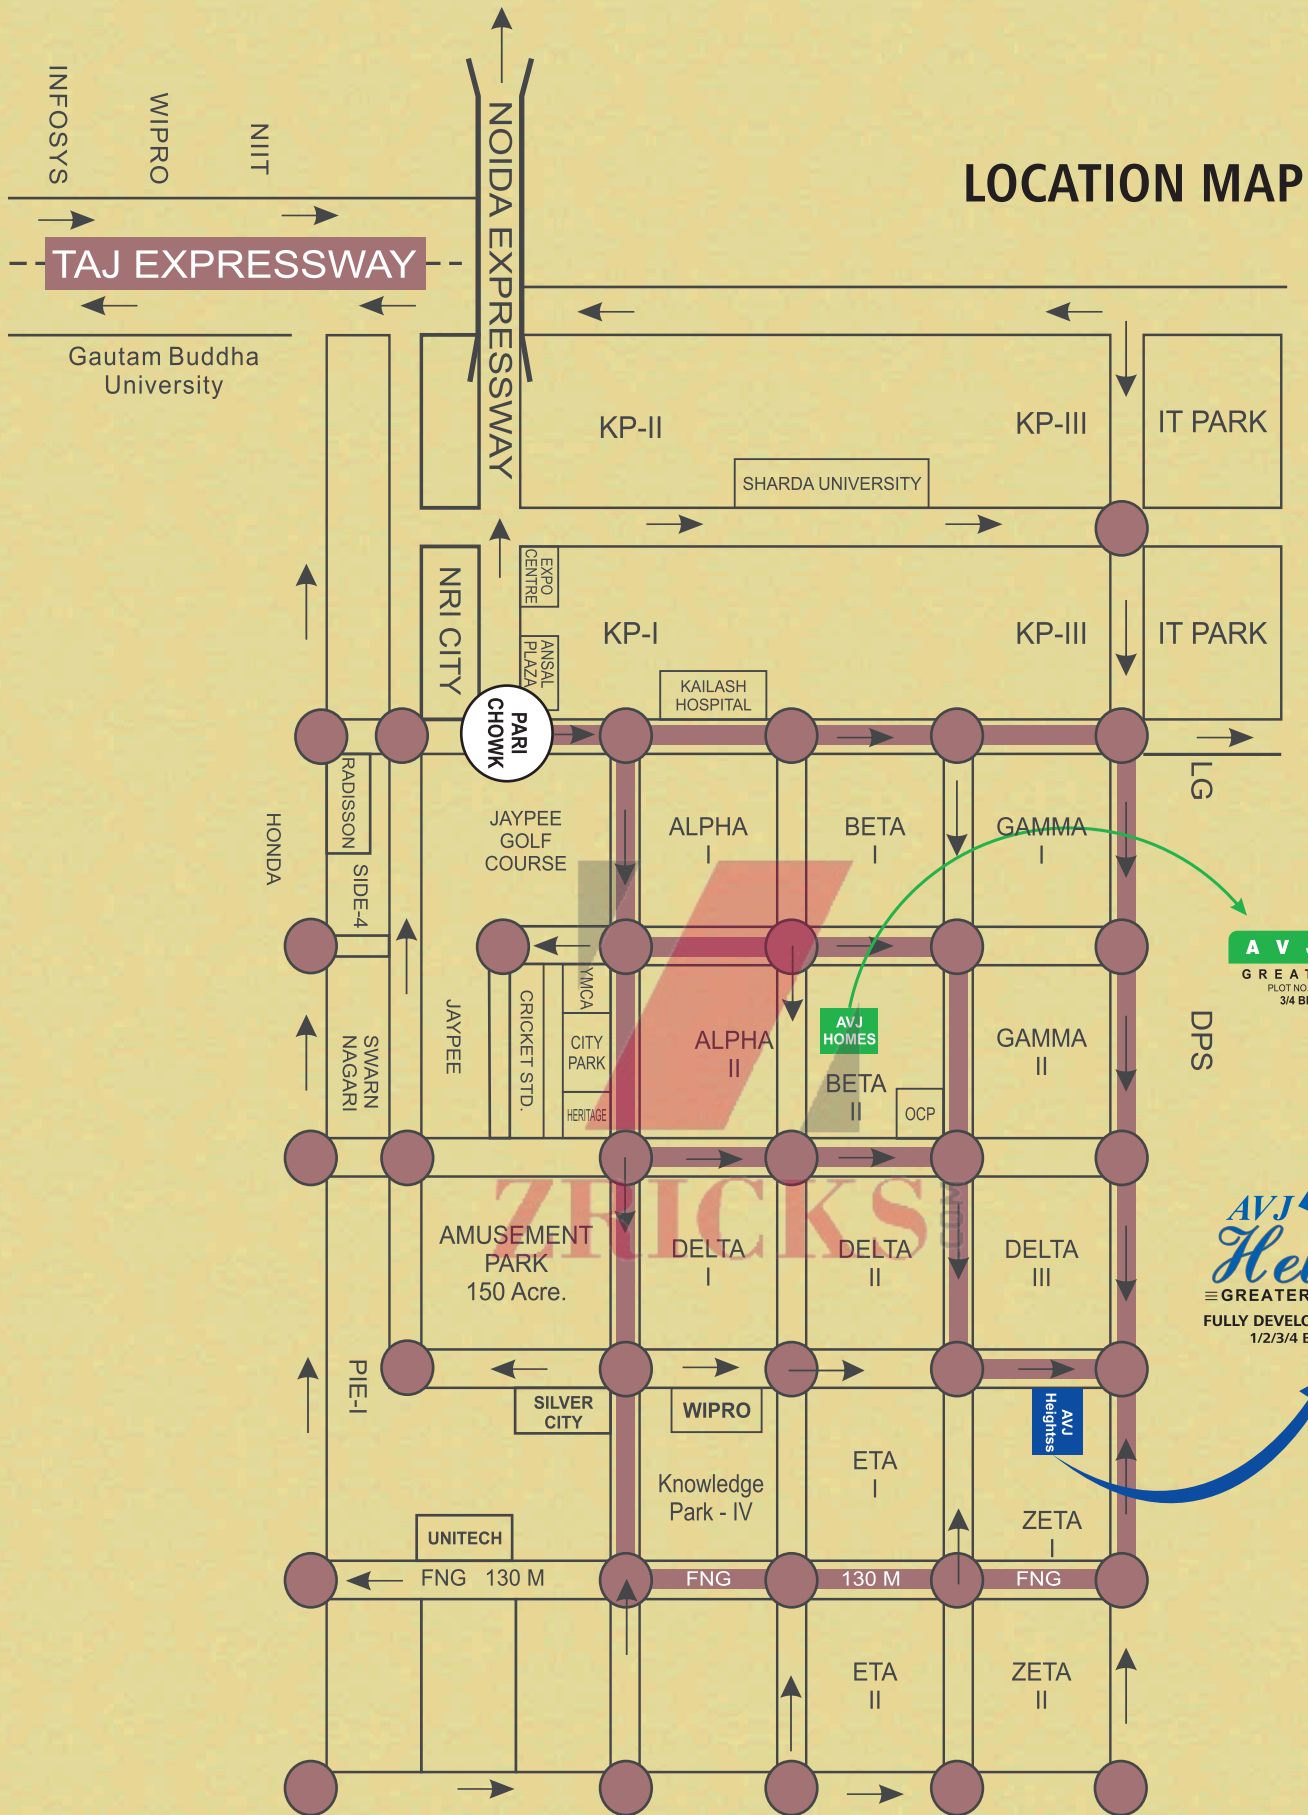 LOCATION MAP
INFOSYS
WIPRO
NIIT
NOIDA EXPRESSWAY
TAJ EXPRESSWAY
Gautam Buddha
University
KP-II
KP-III
IT PARK
SHARDA UNIVERSITY
NRI CITY
EXPO
CENTRE
ANSAL
PLAZA
KP-I
KP-III
IT PARK
KAILASH
HOSPITAL
PARI
CHOWK
RADISSON
HONDA
SIDE-4
JAYPEE
GOLF
COURSE
ALPHA
I
BETA
I
GAMMA
I
LG
A V J
G R E A T
PLOT NO.
3/4 B
SWARN
NAGARI
JAYPEE
CRICKET STD.
YMCA
CITY
PARK
HERITAGE
ALPHA
II
AVJ
HOMES
BETA
II
OCP
GAMMA
II
DPS
ZRICKS
.COM
AMUSEMENT
PARK
150 Acre.
DELTA
I
DELTA
II
DELTA
III
AVJ
Hei
GREATER
FULLY DEVELO
1/2/3/4 B
PIE-I
SILVER
CITY
WIPRO
AVJ
Heightss
Knowledge
Park - IV
ETA
I
ZETA
I
UNITECH
FNG 130 M
FNG
130 M
FNG
ETA
II
ZETA
II